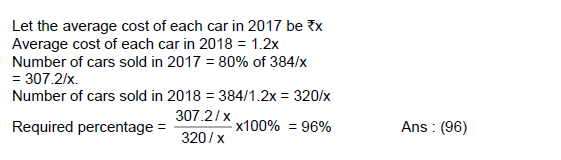 Let the average cost of each car in 2017 be ₹x
Average cost of each car in 2018 = 1.2x
Number of cars sold in 2017 = 80% of 384/x
= 307.2/x.
Number of cars sold in 2018 = 384/1.2x = 320/x
Required percentage = 307.2/x / 320/x x100% = 96% Ans : (96)